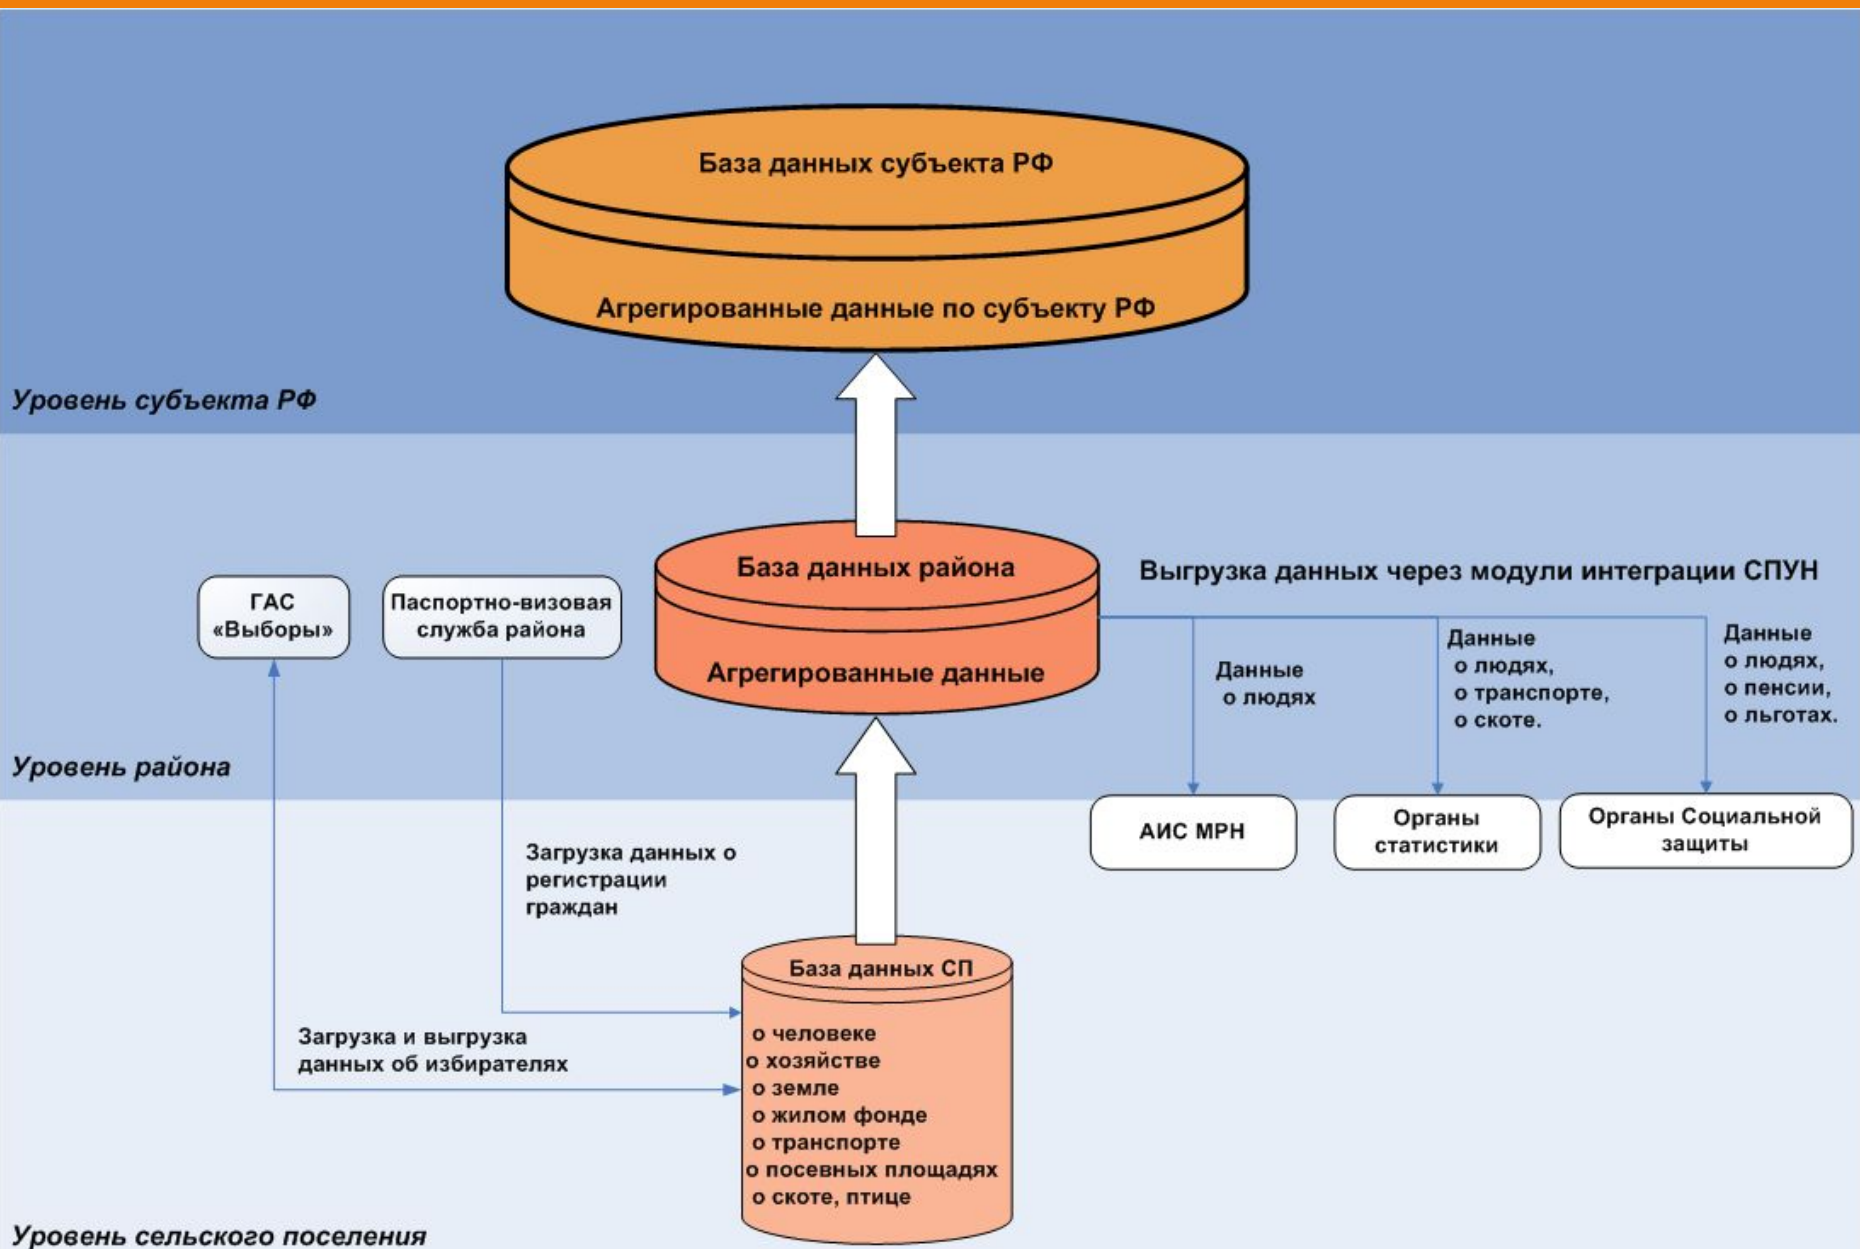 База данных субъекта РФ
Агрегированные данные по субъекту РФ
Уровень субъекта РФ
База данных района
Агрегированные данные
Выгрузка данных через модули интеграции СПУН
ГАС
«Выборы»
Паспортно-визовая
служба района
Данные
о людях
Данные
о людях,
о транспорте,
о скоте.
Данные
о людях,
о пенсии,
о льготах.
Уровень района
АИС МРН
Органы
статистики
Органы Социальной
защиты
Загрузка данных о
регистрации
граждан
Загрузка и выгрузка
данных об избирателях
База данных СП
о человеке
о хозяйстве
о земле
о жилом фонде
о транспорте
о посевных площадях
о скоте, птице
Уровень сельского поселения